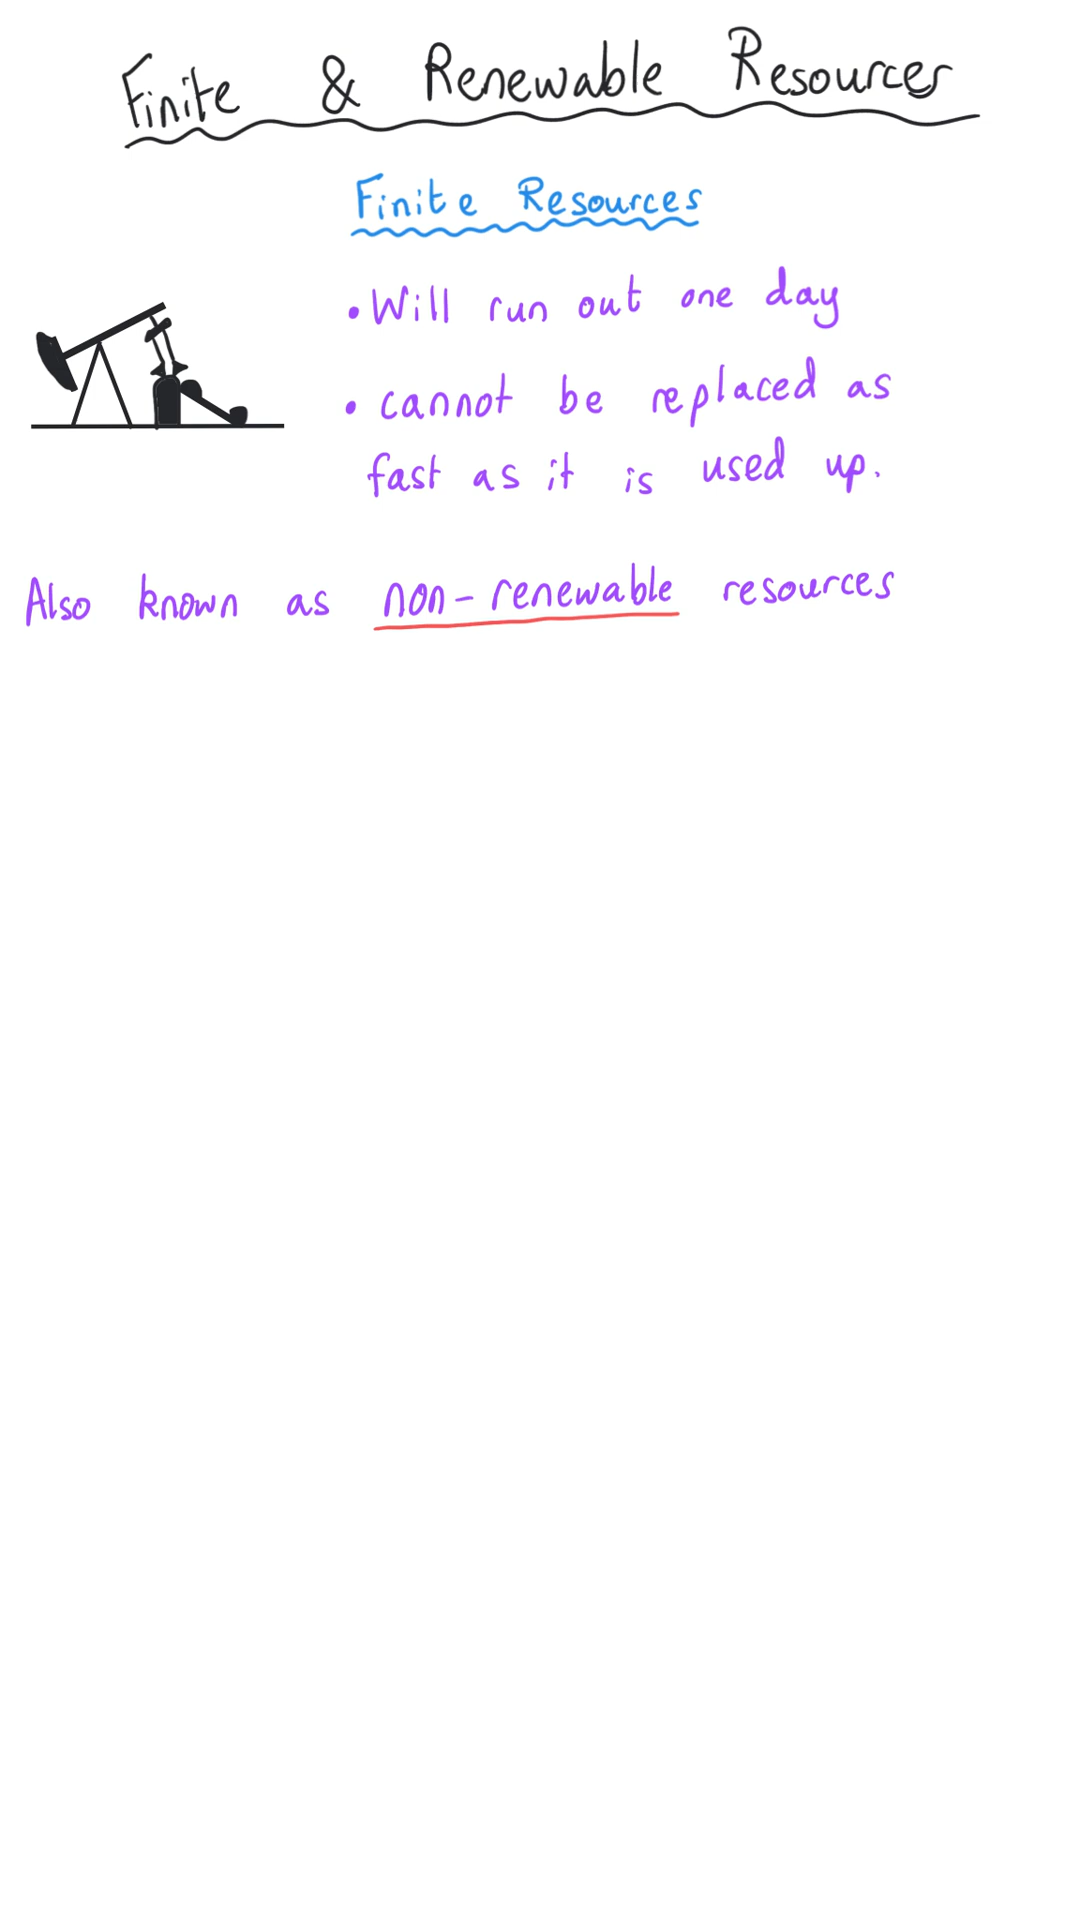 Finite & Renewable Resources
Finite Resources
• Will run out one day
• cannot be replaced as
fast as it is used up.
Also known as non-renewable resources